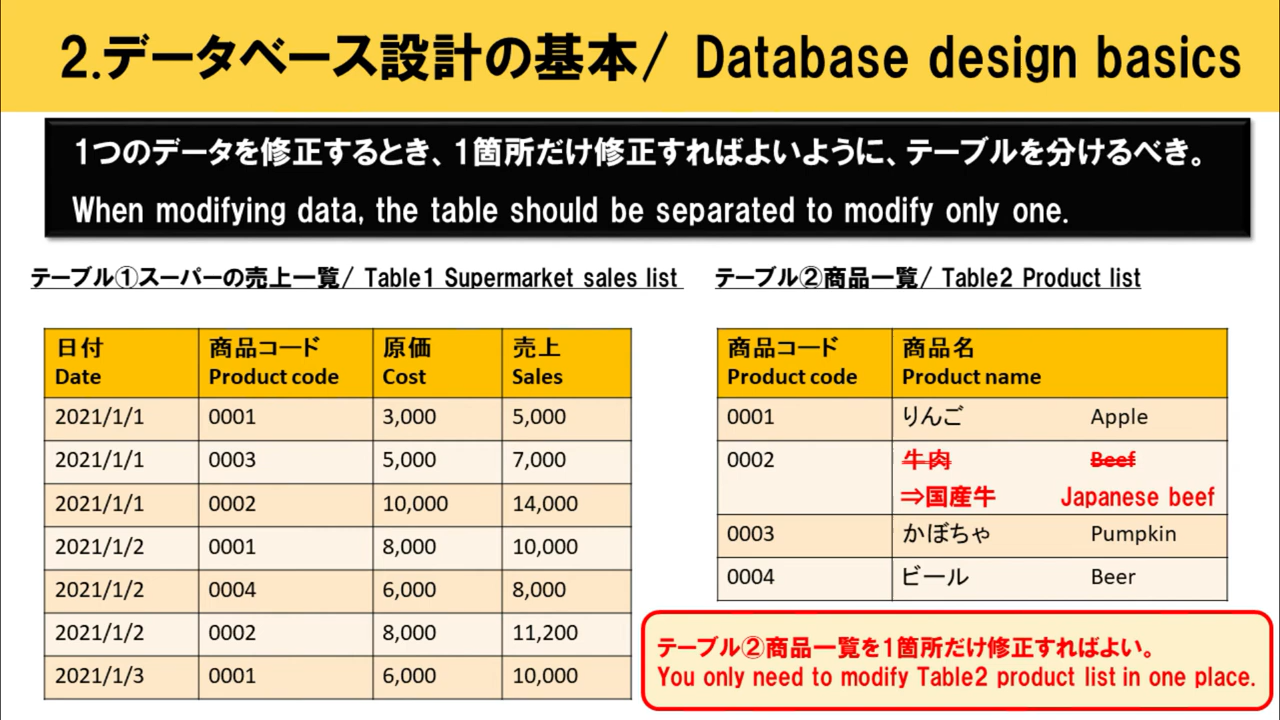 2.データベース設計の基本/ Database design basics
1つのデータを修正するとき、1箇所だけ修正すればよいように、テーブルを分けるべき。
When modifying data, the table should be separated to modify only one.
テーブル①スーパーの売上一覧/ Table1 Supermarket sales list
日付 商品コード 原価 売上
Date Product code Cost Sales
2021/1/1 0001 3,000 5,000
2021/1/1 0003 5,000 7,000
2021/1/1 0002 10,000 14,000
2021/1/2 0001 8,000 10,000
2021/1/2 0004 6,000 8,000
2021/1/2 0002 8,000 11,200
2021/1/3 0001 6,000 10,000
テーブル②商品一覧/ Table2 Product list
商品コード 商品名
Product code Product name
0001 りんご Apple
0002 牛肉 Beef
⇒国産牛 Japanese beef
0003 かぼちゃ Pumpkin
0004 ビール Beer
テーブル②商品一覧を1箇所だけ修正すればよい。
You only need to modify Table2 product list in one place.